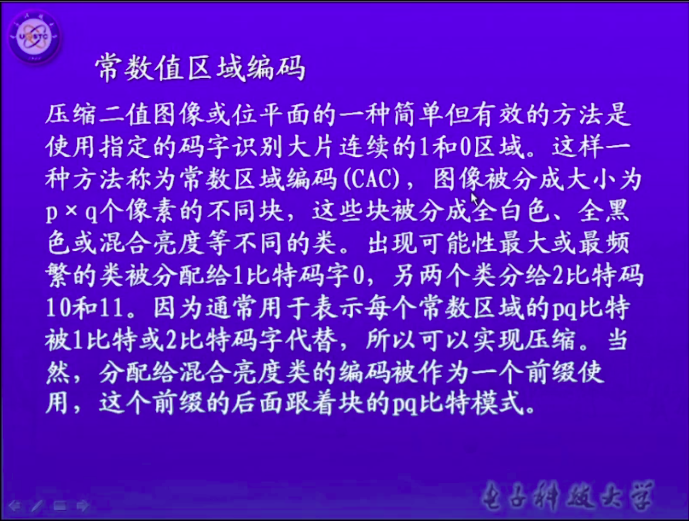 常数值区域编码
压缩二值图像或位平面的一种简单但有效的方法是
使用指定的码字识别大片连续的1和0区域。这样一
种方法称为常数区域编码(CAC)，图像被分成大小为
p×q个像素的不同块，这些块被分成全白色、全黑
色或混合亮度等不同的类。出现可能性最大或最频
繁的类被分配给1比特码字0，另两个类分给2比特码
10和11。因为通常用于表示每个常数区域的pq比特
被1比特或2比特码字代替，所以可以实现压缩。当
然，分配给混合亮度类的编码被作为一个前缀使
用，这个前缀的后面跟着块的pq比特模式。
电子科技大学